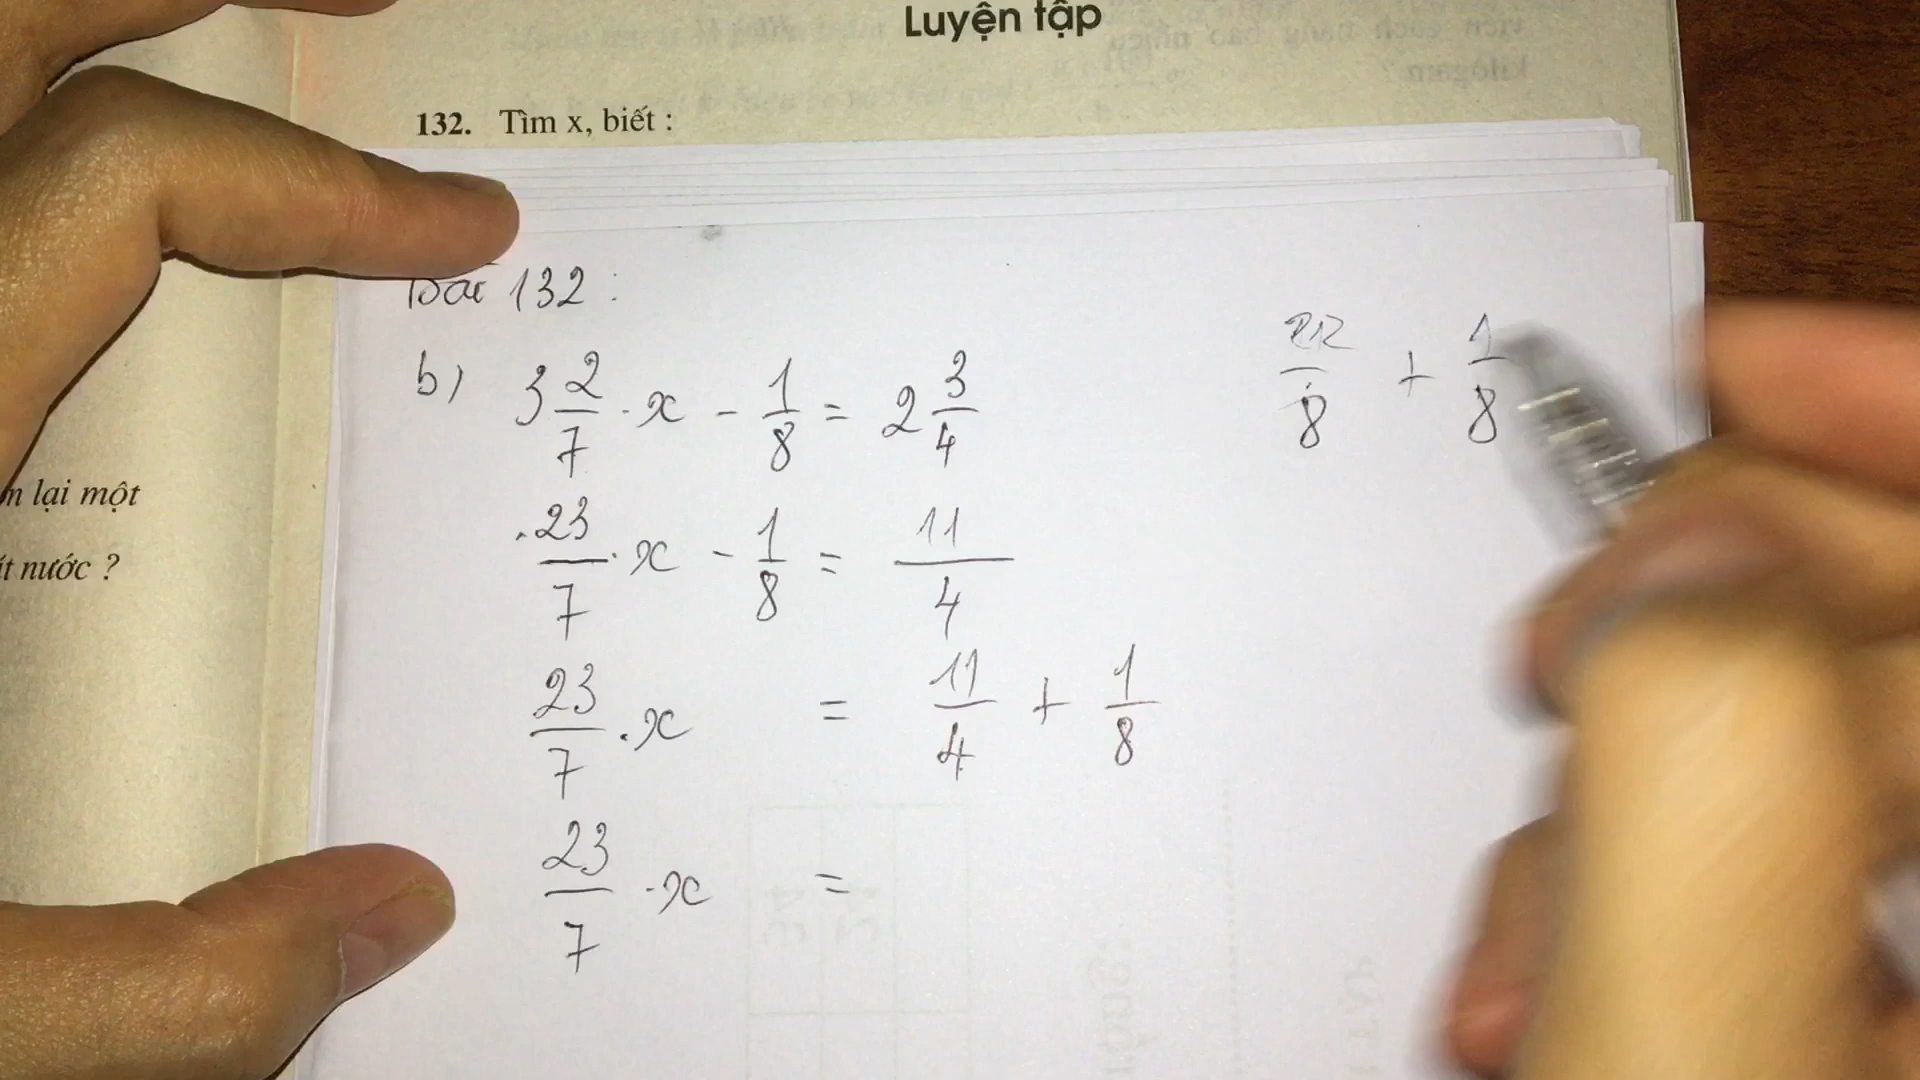 Luyện tập
132. Tìm x, biết :
Bài 132 :
b) 3 2/7 . x - 1/8 = 2 3/4
22/8 + 1/8
23/7 . x - 1/8 = 11/4
23/7 . x = 11/4 + 1/8
23/7 . x =
lại một
nước ?